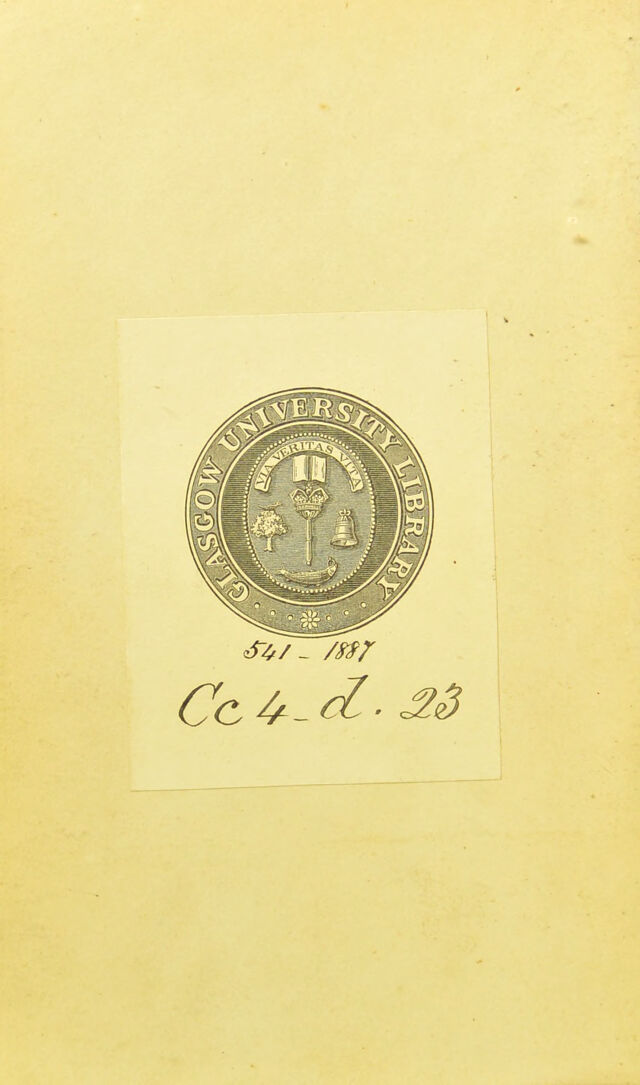 GLASGOW UNIVERSITY LIBRARY
VIA VERITAS VITA
541 - 1887
Cc 4 - d . 23